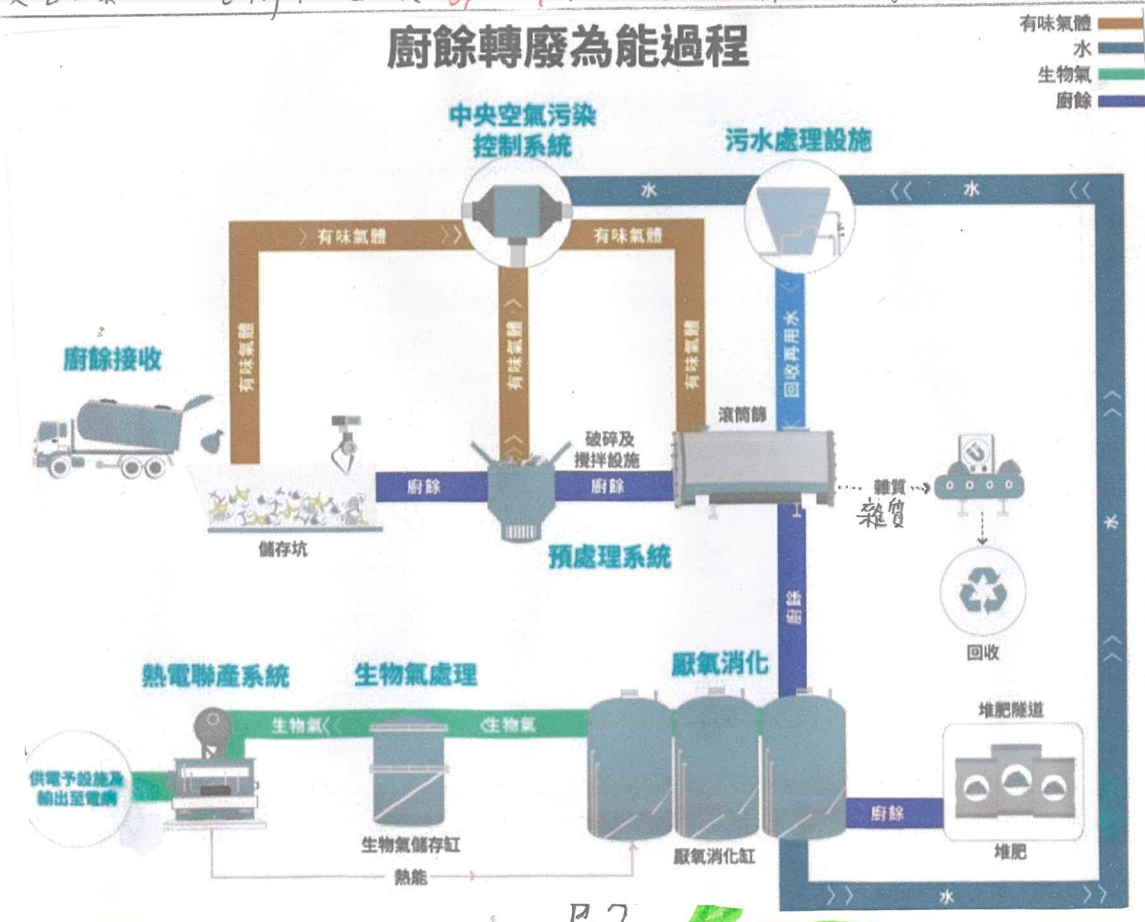 廚餘轉廢為能過程
有味氣體
水
生物氣
廚餘
中央空氣污染
控制系統
污水處理設施
水
水
有味氣體
有味氣體
廚餘接收
有味氣體
有味氣體
有味氣體
回收再用水
滾筒篩
破碎及
攪拌設施
廚餘
廚餘
雜質
雜質
儲存坑
預處理系統
水
廚餘
回收
熱電聯產系統
生物氣處理
厭氧消化
堆肥隧道
生物氣
生物氣
供電予設施及
輸出至電網
廚餘
生物氣儲存缸
厭氧消化缸
堆肥
熱能
水